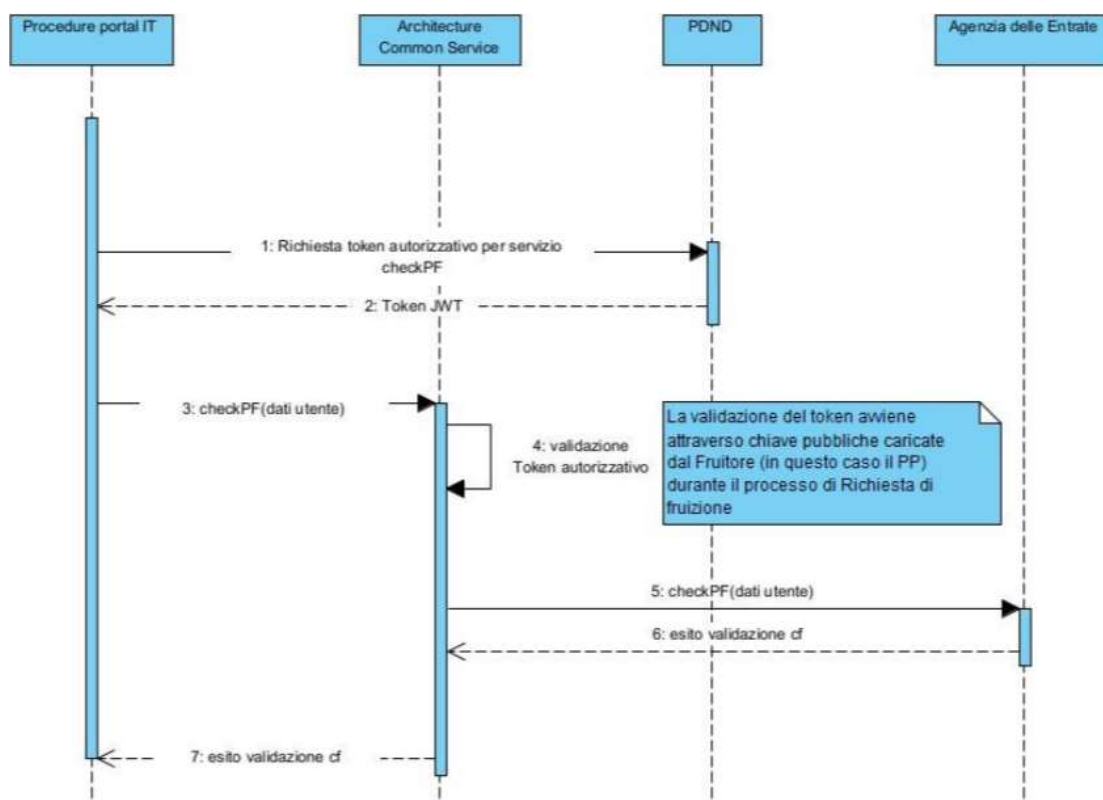 Procedure portal IT
Architecture
Common Service
PDND
Agenzia delle Entrate
1: Richiesta token autorizzativo per servizio
checkPF
2: Token JWT
3: checkPF(dati utente)
4: validazione
Token autorizzativo
La validazione del token avviene
attraverso chiave pubbliche caricate
dal Fruitore (in questo caso il PP)
durante il processo di Richiesta di
fruizione
5: checkPF(dati utente)
6: esito validazione cf
7: esito validazione cf